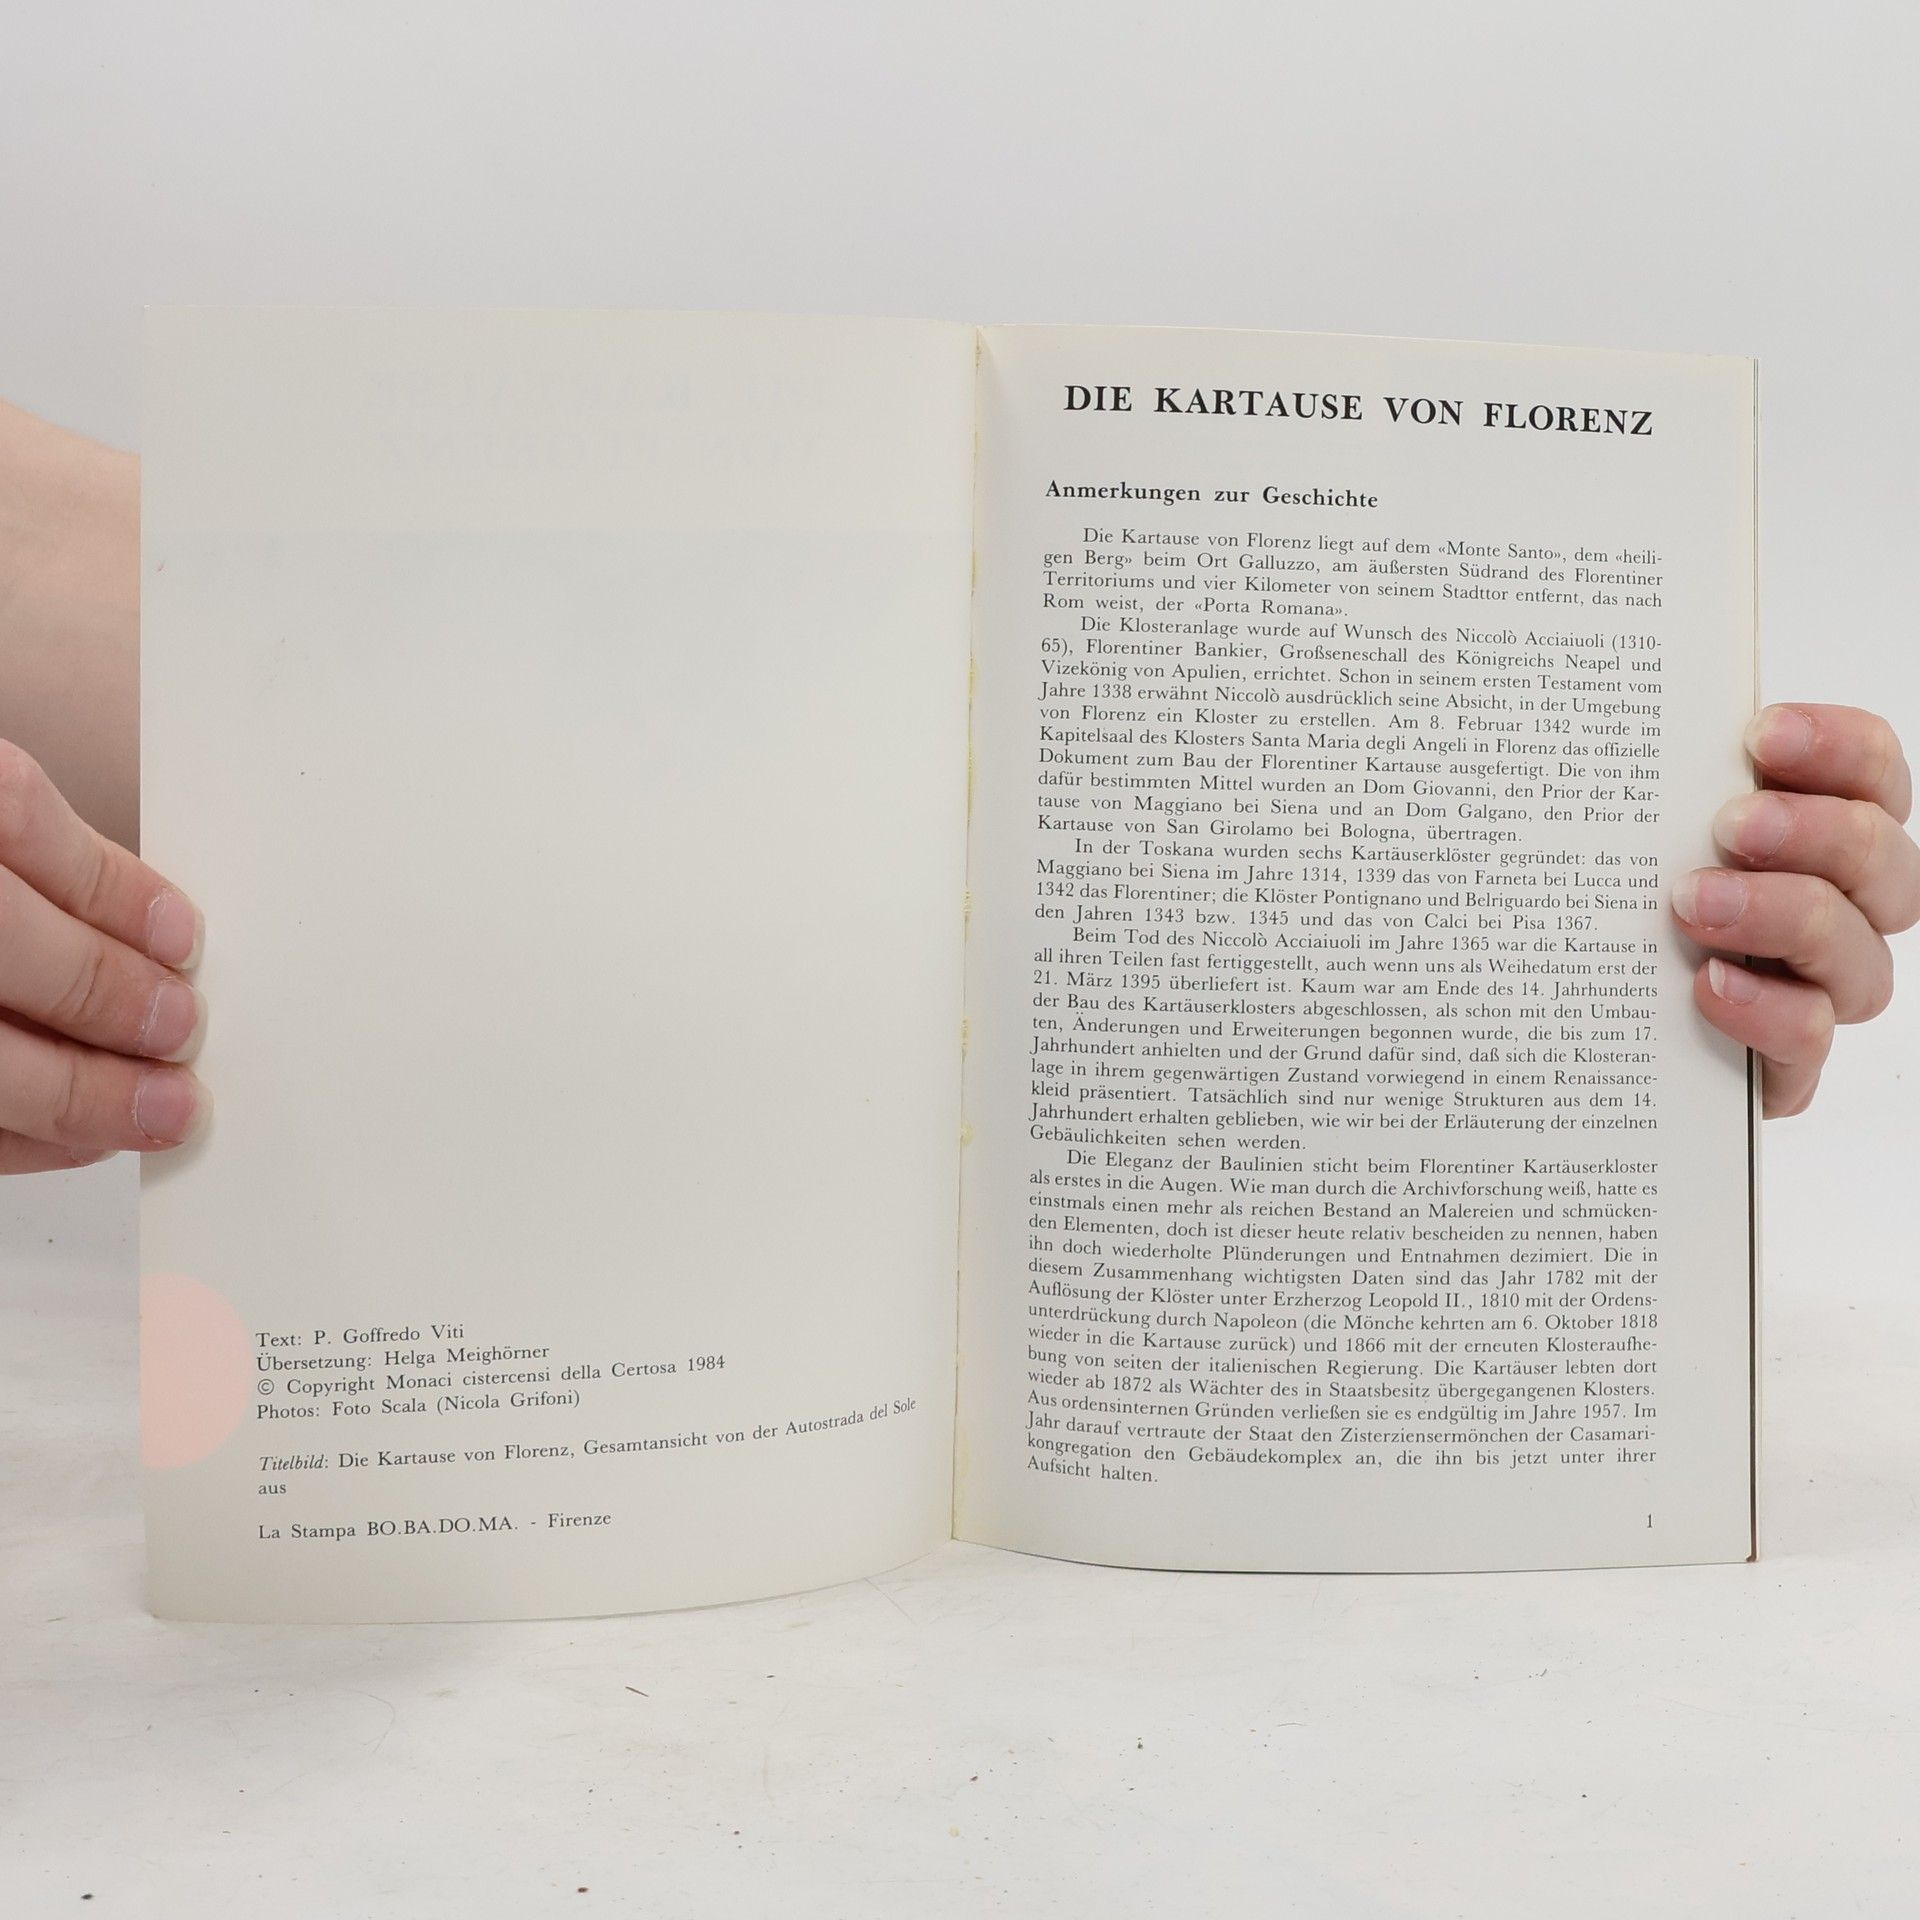 Text: P. Goffredo Viti
Übersetzung: Helga Meighörner
© Copyright Monaci cistercensi della Certosa 1984
Photos: Foto Scala (Nicola Grifoni)
Titelbild: Die Kartause von Florenz, Gesamtansicht von der Autostrada del Sole
aus
La Stampa BO.BA.DO.MA. - Firenze
DIE KARTAUSE VON FLORENZ
Anmerkungen zur Geschichte
Die Kartause von Florenz liegt auf dem «Monte Santo», dem «heili-
gen Berg» beim Ort Galluzzo, am äußersten Südrand des Florentiner
Territoriums und vier Kilometer von seinem Stadttor entfernt, das nach
Rom weist, der «Porta Romana».
Die Klosteranlage wurde auf Wunsch des Niccolò Acciaiuoli (1310-
65), Florentiner Bankier, Großseneschall des Königreichs Neapel und
Vizekönig von Apulien, errichtet. Schon in seinem ersten Testament vom
Jahre 1338 erwähnt Niccolò ausdrücklich seine Absicht, in der Umgebung
von Florenz ein Kloster zu erstellen. Am 8. Februar 1342 wurde im
Kapitelsaal des Klosters Santa Maria degli Angeli in Florenz das offizielle
Dokument zum Bau der Florentiner Kartause ausgefertigt. Die von ihm
dafür bestimmten Mittel wurden an Dom Giovanni, den Prior der Kar-
tause von Maggiano bei Siena und an Dom Galgano, den Prior der
Kartause von San Girolamo bei Bologna, übertragen.
In der Toskana wurden sechs Kartäuserklöster gegründet: das von
Maggiano bei Siena im Jahre 1314, 1339 das von Farneta bei Lucca und
1342 das Florentiner; die Klöster Pontignano und Belriguardo bei Siena in
den Jahren 1343 bzw. 1345 und das von Calci bei Pisa 1367.
Beim Tod des Niccolò Acciaiuoli im Jahre 1365 war die Kartause in
all ihren Teilen fast fertiggestellt, auch wenn uns als Weihedatum erst der
21. März 1395 überliefert ist. Kaum war am Ende des 14. Jahrhunderts
der Bau des Kartäuserklosters abgeschlossen, als schon mit den Umbau-
ten, Änderungen und Erweiterungen begonnen wurde, die bis zum 17.
Jahrhundert anhielten und der Grund dafür sind, daß sich die Klosteran-
lage in ihrem gegenwärtigen Zustand vorwiegend in einem Renaissance-
kleid präsentiert. Tatsächlich sind nur wenige Strukturen aus dem 14.
Jahrhundert erhalten geblieben, wie wir bei der Erläuterung der einzelnen
Gebäulichkeiten sehen werden.
Die Eleganz der Baulinien sticht beim Florentiner Kartäuserkloster
als erstes in die Augen. Wie man durch die Archivforschung weiß, hatte es
einstmals einen mehr als reichen Bestand an Malereien und schmücken-
den Elementen, doch ist dieser heute relativ bescheiden zu nennen, haben
ihn doch wiederholte Plünderungen und Entnahmen dezimiert. Die in
diesem Zusammenhang wichtigsten Daten sind das Jahr 1782 mit der
Auflösung der Klöster unter Erzherzog Leopold II., 1810 mit der Ordens-
unterdrückung durch Napoleon (die Mönche kehrten am 6. Oktober 1818
wieder in die Kartause zurück) und 1866 mit der erneuten Klosteraufhe-
bung von seiten der italienischen Regierung. Die Kartäuser lebten dort
wieder ab 1872 als Wächter des in Staatsbesitz übergegangenen Klosters.
Aus ordensinternen Gründen verließen sie es endgültig im Jahre 1957. Im
Jahr darauf vertraute der Staat den Zisterziensermönchen der Casamari-
kongregation den Gebäudekomplex an, die ihn bis jetzt unter ihrer
Aufsicht halten.
1